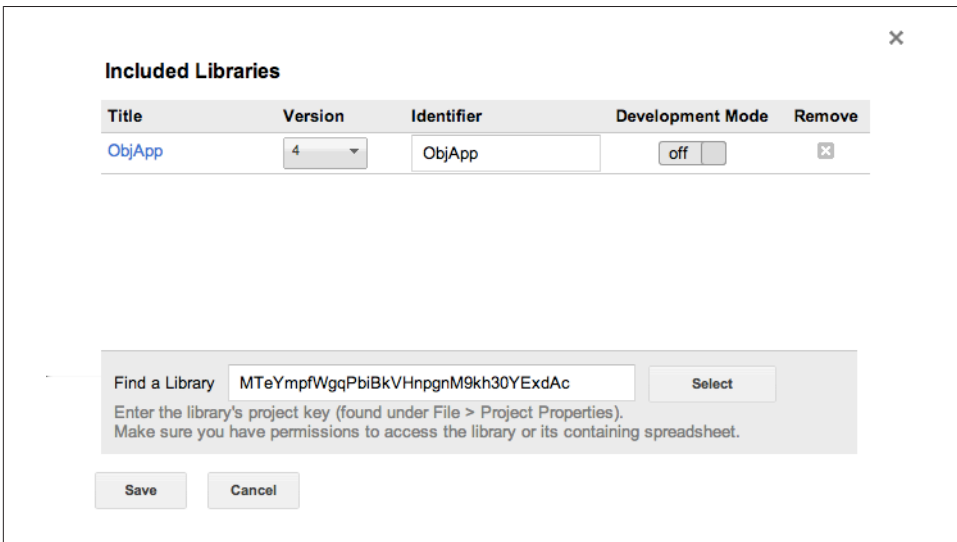 Included Libraries
Title Version Identifier Development Mode Remove
ObjApp 4 ObjApp off
Find a Library MTeYmpfWgqPbiBkVHnpgnM9kh30YExdAc Select
Enter the library's project key (found under File > Project Properties).
Make sure you have permissions to access the library or its containing spreadsheet.
Save Cancel